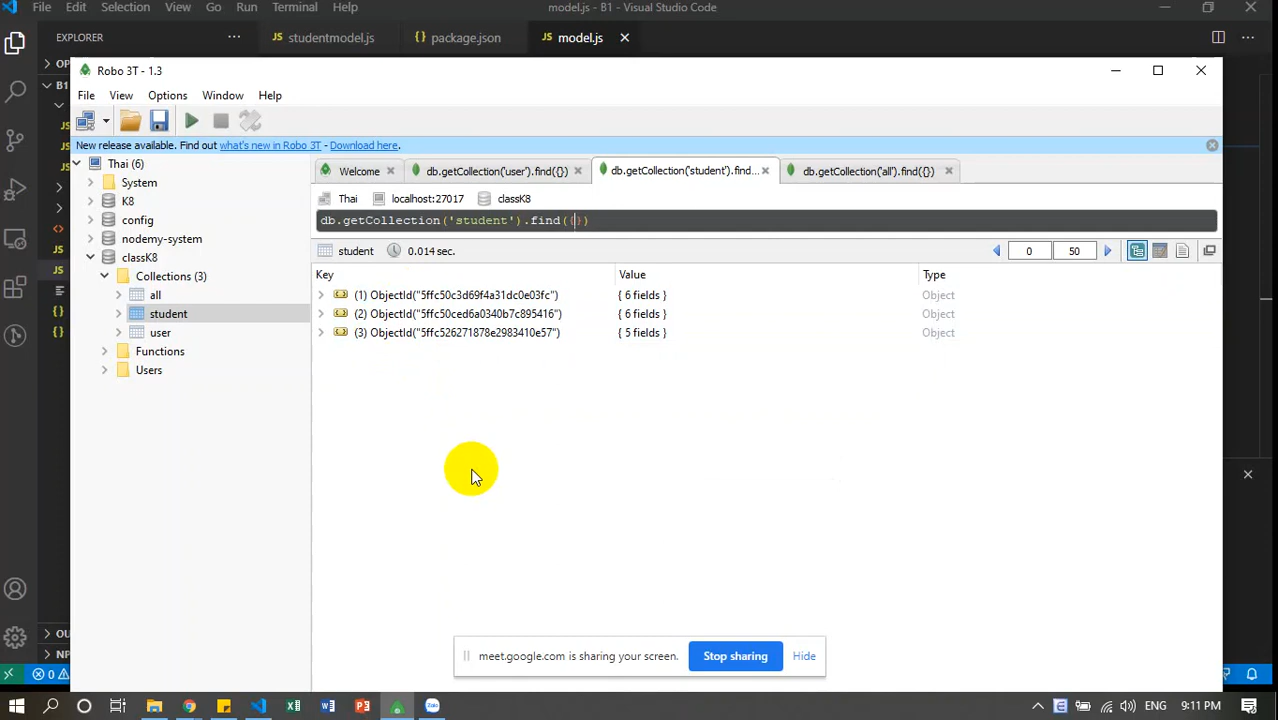 File Edit Selection View Go Run Terminal Help model.js - B1 - Visual Studio Code
EXPLORER ··· JS studentmodel.js {} package.json JS model.js
Robo 3T - 1.3
B1
File View Options Window Help
New release available. Find out what's new in Robo 3T - Download here.
Thai (6)
System
K8
config
nodemy-system
classK8
Collections (3)
all
student
user
Functions
Users
Welcome db.getCollection('user').find({}) db.getCollection('student').find... db.getCollection('all').find({})
Thai localhost:27017 classK8
db.getCollection('student').find({})
student 0.014 sec. 0 50
Key Value Type
(1) ObjectId("5ffc50c3d69f4a31dc0e03fc") { 6 fields } Object
(2) ObjectId("5ffc50ced6a0340b7c895416") { 6 fields } Object
(3) ObjectId("5ffc526271878e2983410e57") { 5 fields } Object
meet.google.com is sharing your screen. Stop sharing Hide
0
ENG 9:11 PM